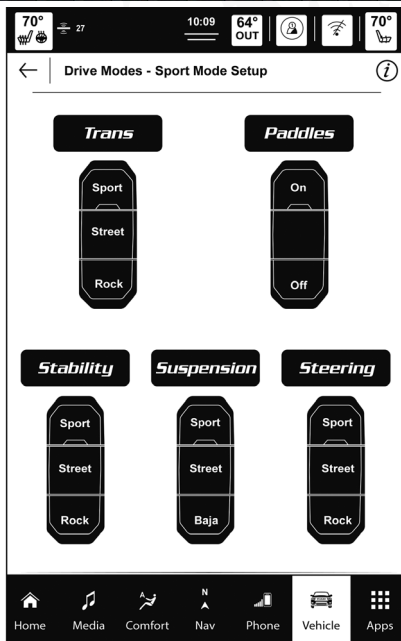 70° 27 10:09 64° OUT 70°
Drive Modes - Sport Mode Setup i
Trans Paddles
Sport On
Street
Rock Off
Stability Suspension Steering
Sport Sport Sport
Street Street Street
Rock Baja Rock
A N
Home Media Comfort Nav Phone Vehicle Apps